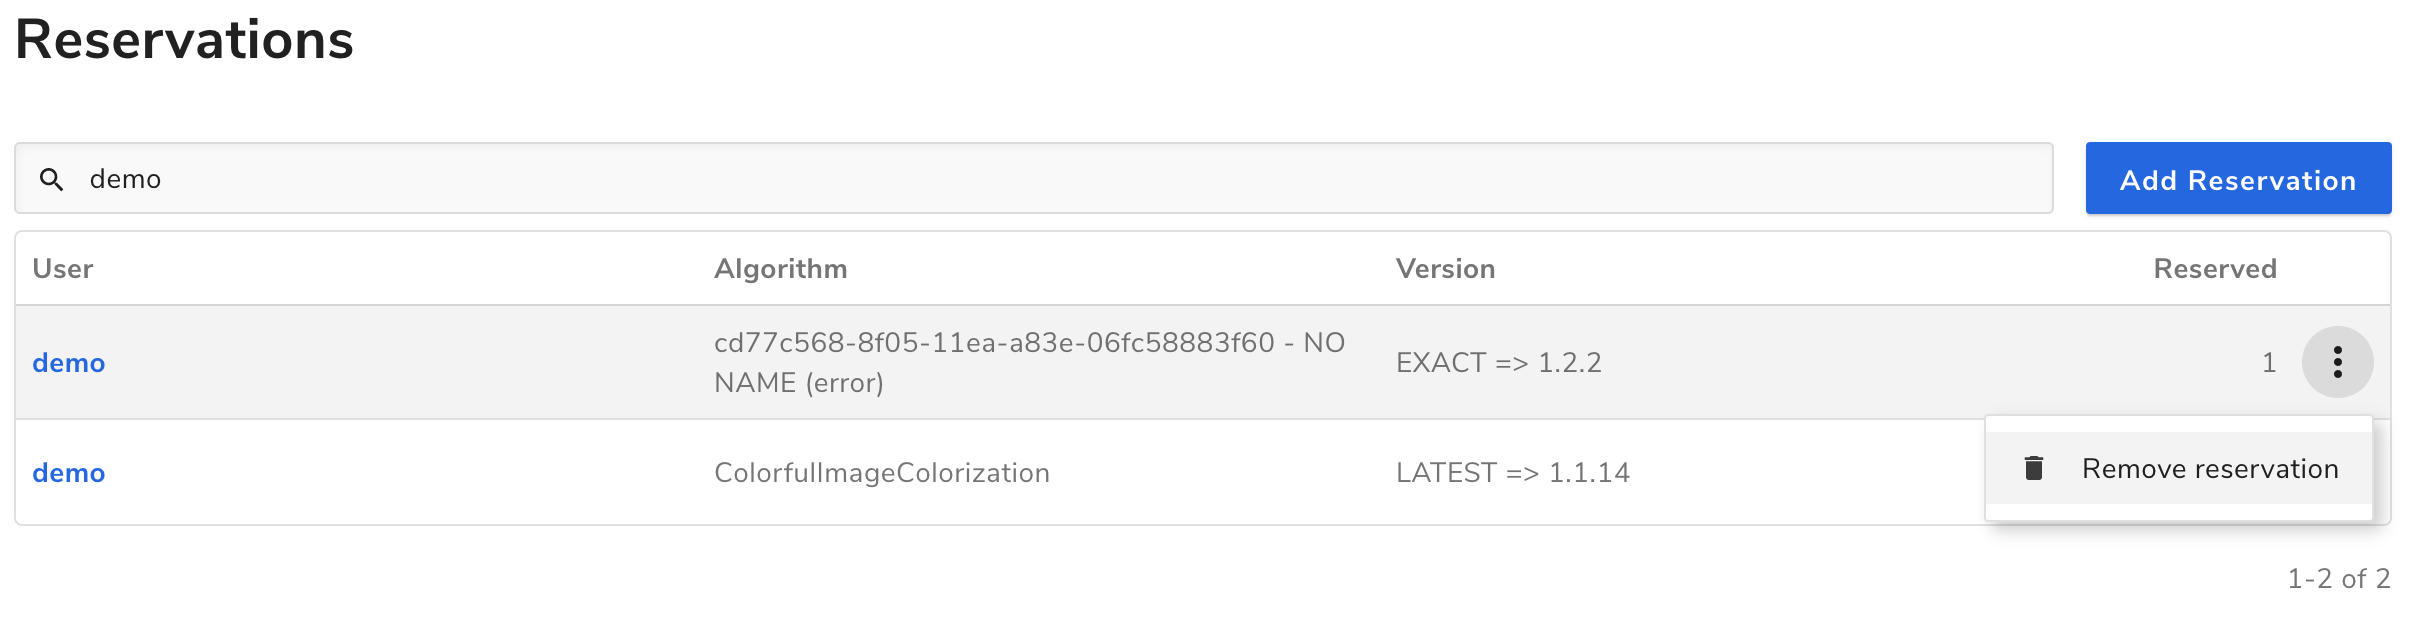 Reservations
demo
Add Reservation
User Algorithm Version Reserved
demo cd77c568-8f05-11ea-a83e-06fc58883f60 - NO
NAME (error) EXACT => 1.2.2 1
demo ColorfulImageColorization LATEST => 1.1.14
Remove reservation
1-2 of 2